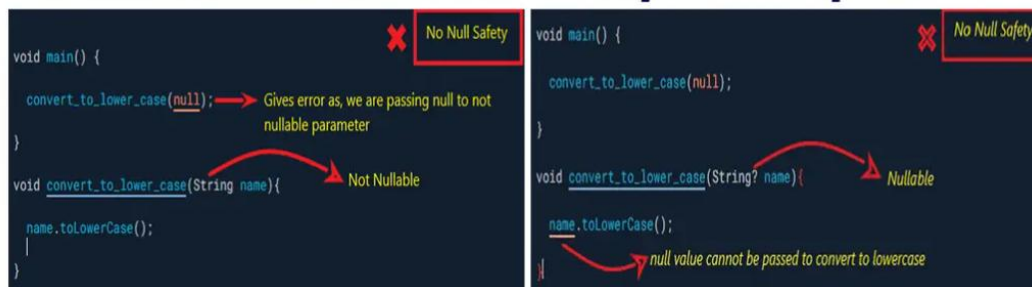 No Null Safety
void main() {
convert_to_lower_case(null);
Gives error as, we are passing null to not
nullable parameter
}
void convert_to_lower_case(String name){
Not Nullable
name.toLowerCase();
}
No Null Safety
void main() {
convert_to_lower_case(null);
}
void convert_to_lower_case(String? name){
Nullable
name.toLowerCase();
null value cannot be passed to convert to lowercase
}